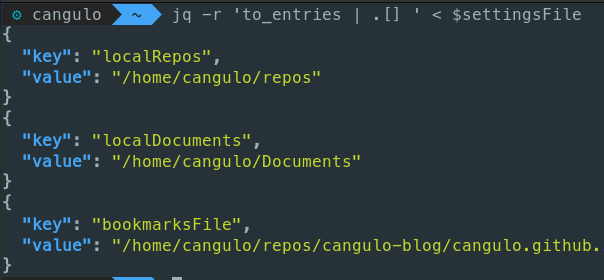 cangulo ~ jq -r 'to_entries | .[] ' < $settingsFile
{
"key": "localRepos",
"value": "/home/cangulo/repos"
}
{
"key": "localDocuments",
"value": "/home/cangulo/Documents"
}
{
"key": "bookmarksFile",
"value": "/home/cangulo/repos/cangulo-blog/cangulo.github.
}